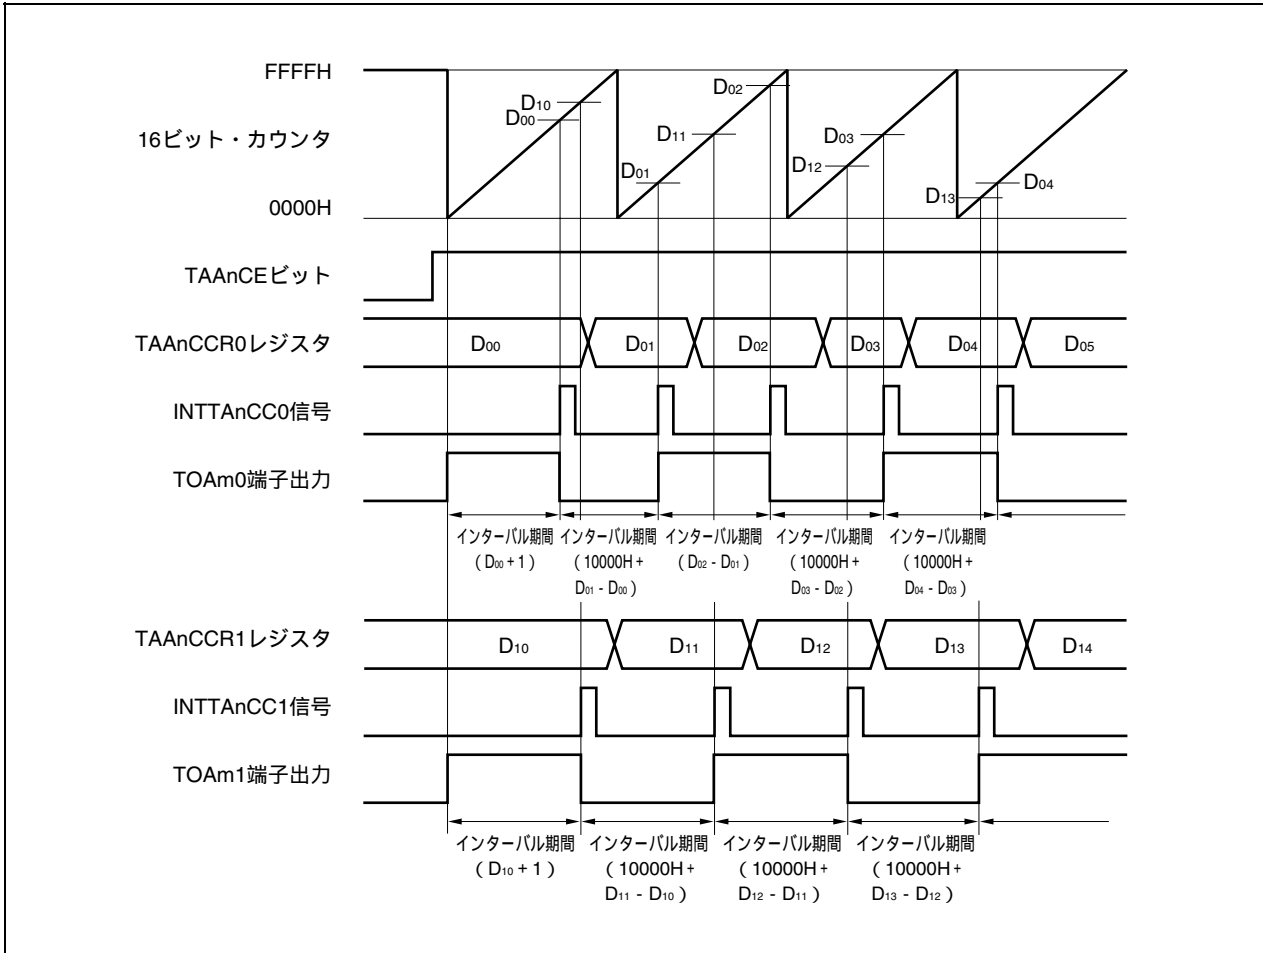 FFFFH
D10
D00
D02
D11
D03
D01
D12
D13
D04
16ビット・カウンタ
0000H
TAAnCEビット
TAAnCCR0レジスタ
D00
D01
D02
D03
D04
D05
INTTAnCC0信号
TOAm0端子出力
インターバル期間
（D00 + 1）
インターバル期間
（10000H +
D01 - D00）
インターバル期間
（D02 - D01）
インターバル期間
（10000H +
D03 - D02）
インターバル期間
（10000H +
D04 - D03）
TAAnCCR1レジスタ
D10
D11
D12
D13
D14
INTTAnCC1信号
TOAm1端子出力
インターバル期間
（D10 + 1）
インターバル期間
（10000H +
D11 - D10）
インターバル期間
（10000H +
D12 - D11）
インターバル期間
（10000H +
D13 - D12）